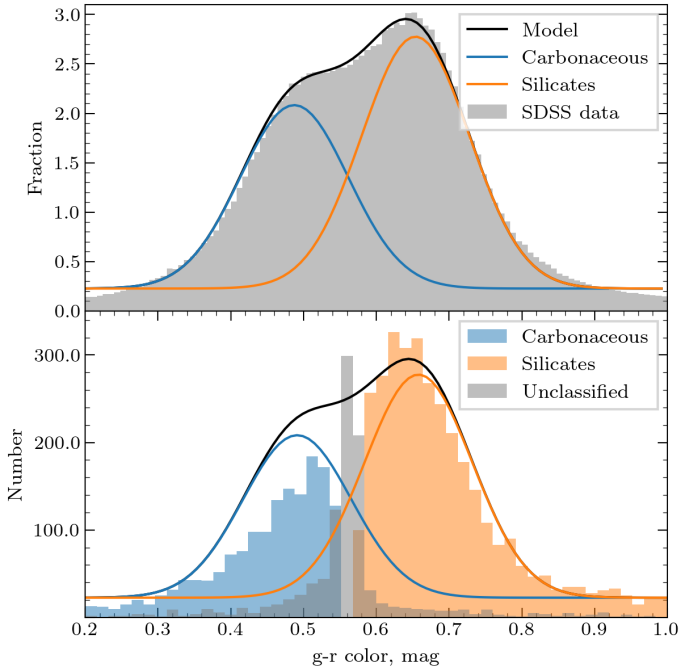 3.0
2.5
2.0
1.5
1.0
0.5
0.0
Fraction
Model
Carbonaceous
Silicates
SDSS data
300.0
200.0
100.0
Number
Carbonaceous
Silicates
Unclassified
0.2 0.3 0.4 0.5 0.6 0.7 0.8 0.9 1.0
g-r color, mag